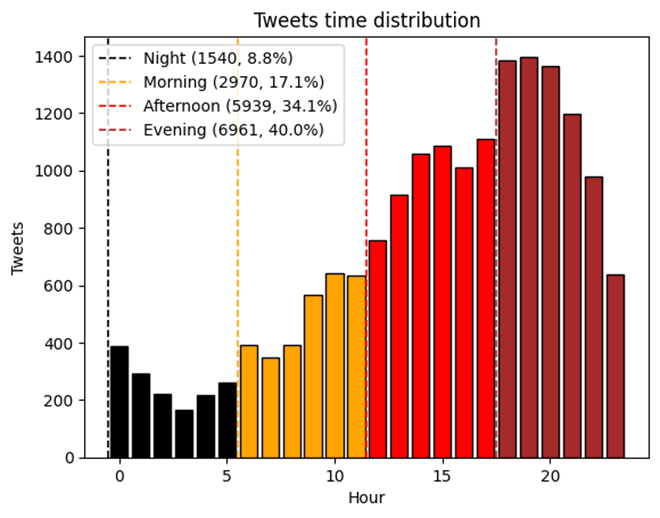 Tweets time distribution
Night (1540, 8.8%)
Morning (2970, 17.1%)
Afternoon (5939, 34.1%)
Evening (6961, 40.0%)
1400
1200
1000
800
600
400
200
0
Tweets
0 5 10 15 20
Hour